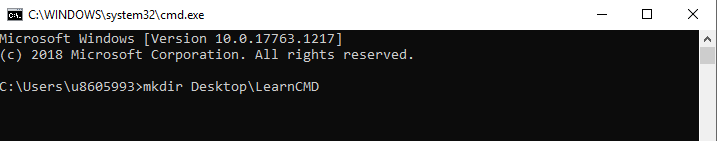 C:\WINDOWS\system32\cmd.exe
Microsoft Windows [Version 10.0.17763.1217]
(c) 2018 Microsoft Corporation. All rights reserved.
C:\Users\u8605993>mkdir Desktop\LearnCMD